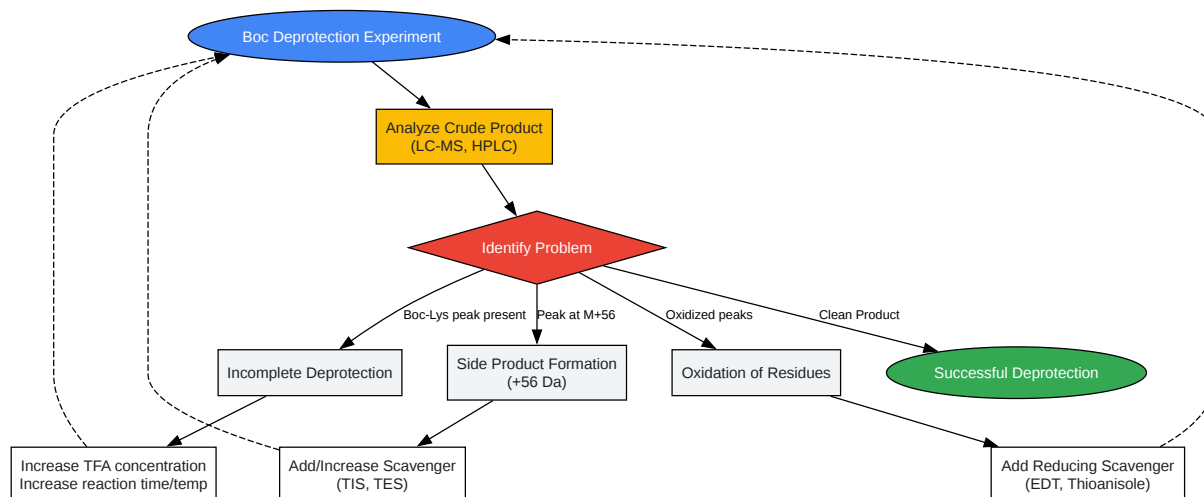 Boc Deprotection Experiment
Analyze Crude Product
(LC-MS, HPLC)
Identify Problem
Boc-Lys peak present
Peak at M+56
Oxidized peaks
Clean Product
Incomplete Deprotection
Side Product Formation
(+56 Da)
Oxidation of Residues
Successful Deprotection
Increase TFA concentration
Increase reaction time/temp
Add/Increase Scavenger
(TIS, TES)
Add Reducing Scavenger
(EDT, Thioanisole)